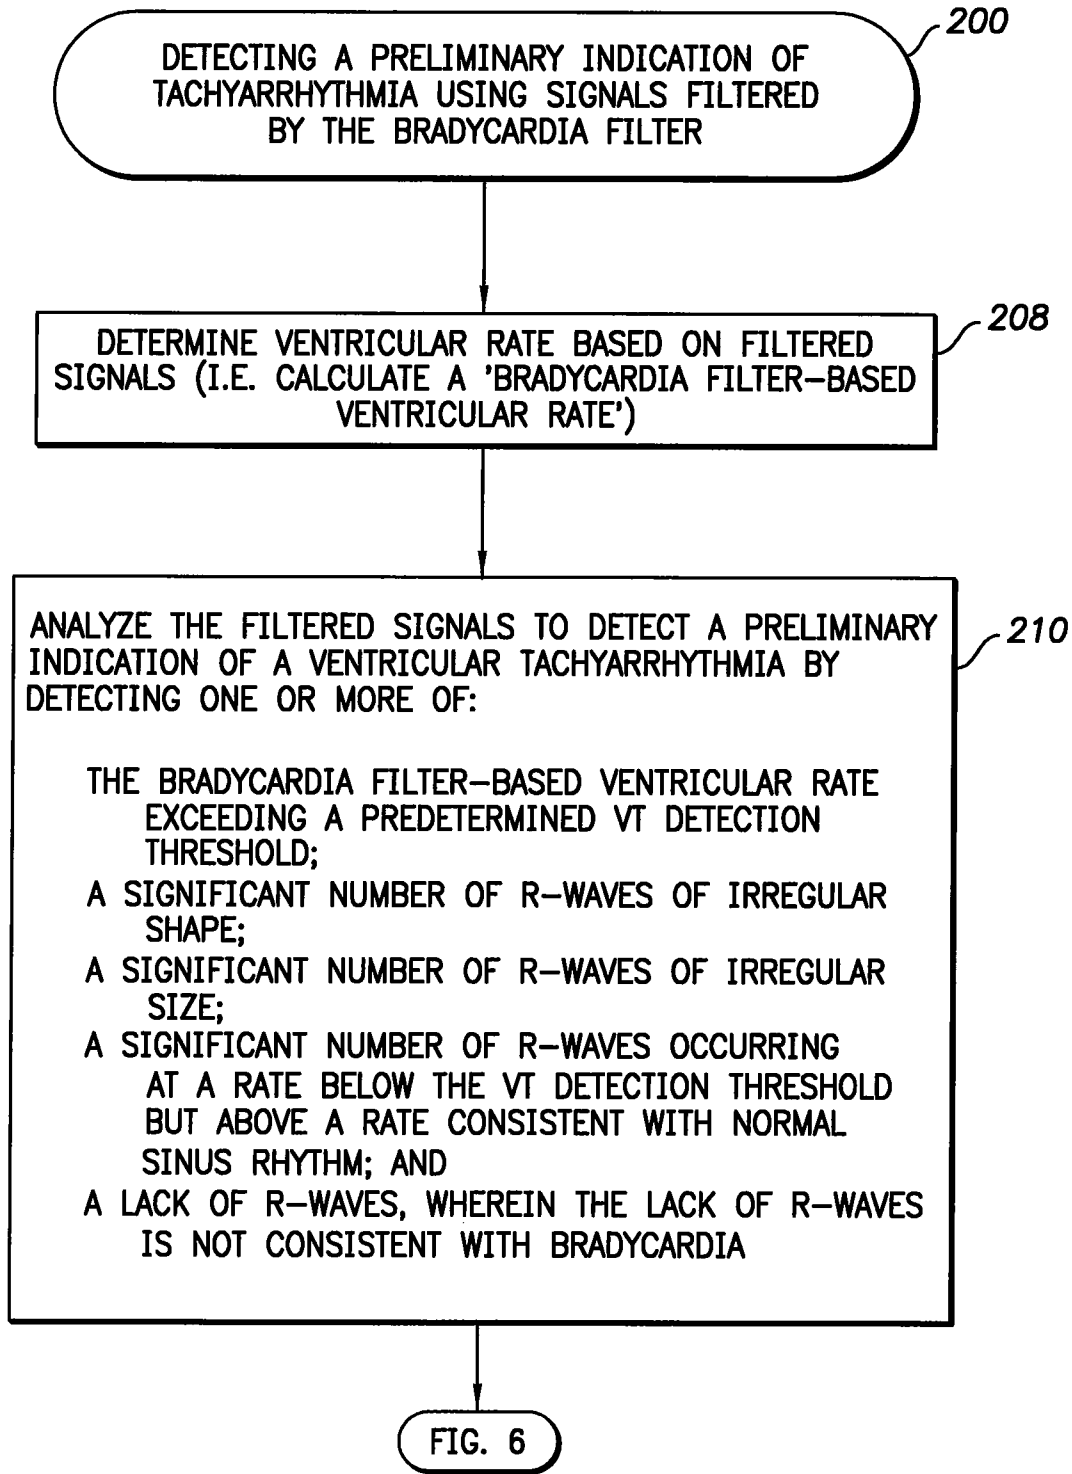 200
DETECTING A PRELIMINARY INDICATION OF
TACHYARRHYTHMIA USING SIGNALS FILTERED
BY THE BRADYCARDIA FILTER
208
DETERMINE VENTRICULAR RATE BASED ON FILTERED
SIGNALS (I.E. CALCULATE A 'BRADYCARDIA FILTER-BASED
VENTRICULAR RATE')
210
ANALYZE THE FILTERED SIGNALS TO DETECT A PRELIMINARY
INDICATION OF A VENTRICULAR TACHYARRHYTHMIA BY
DETECTING ONE OR MORE OF:
THE BRADYCARDIA FILTER-BASED VENTRICULAR RATE
EXCEEDING A PREDETERMINED VT DETECTION
THRESHOLD;
A SIGNIFICANT NUMBER OF R-WAVES OF IRREGULAR
SHAPE;
A SIGNIFICANT NUMBER OF R-WAVES OF IRREGULAR
SIZE;
A SIGNIFICANT NUMBER OF R-WAVES OCCURRING
AT A RATE BELOW THE VT DETECTION THRESHOLD
BUT ABOVE A RATE CONSISTENT WITH NORMAL
SINUS RHYTHM; AND
A LACK OF R-WAVES, WHEREIN THE LACK OF R-WAVES
IS NOT CONSISTENT WITH BRADYCARDIA
FIG. 6